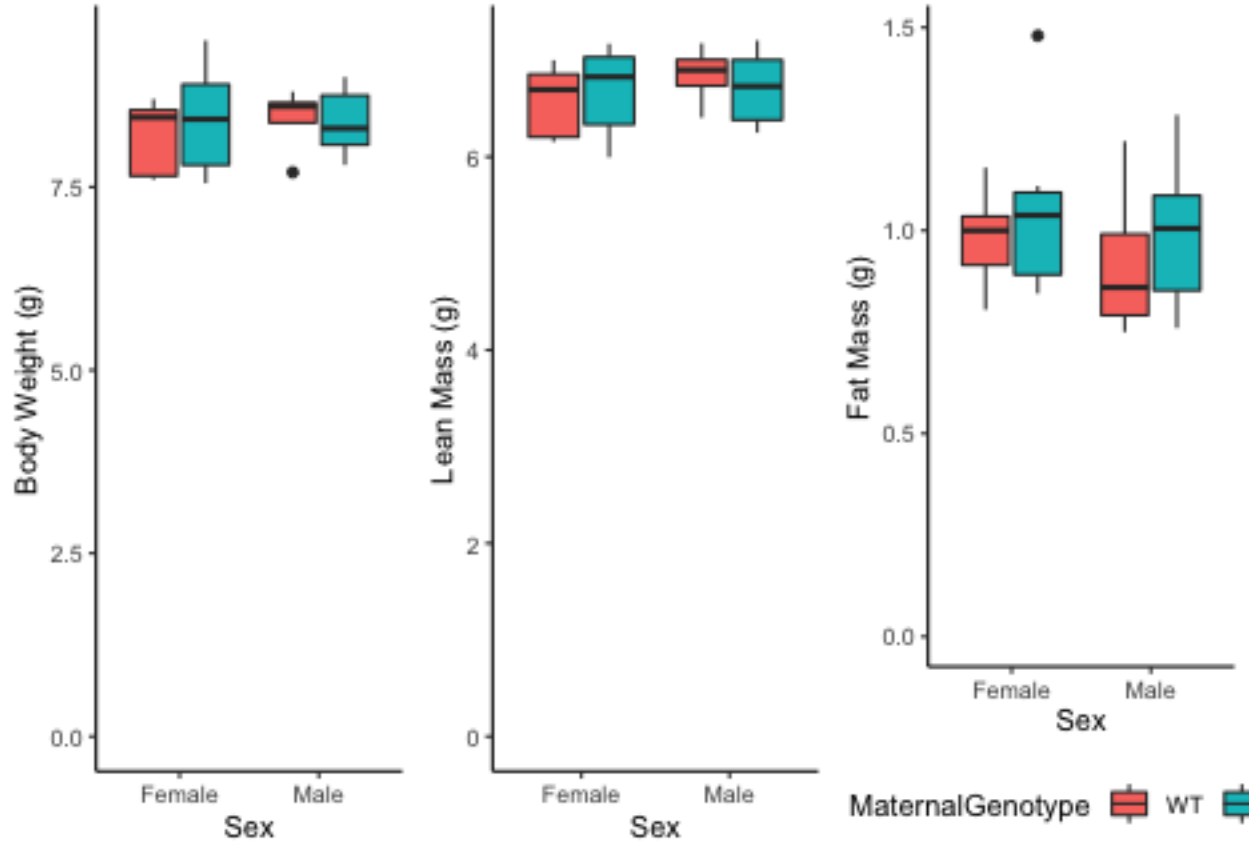 Body Weight (g)
7.5
5.0
2.5
0.0
Female Male
Sex
Lean Mass (g)
6
4
2
0
Female Male
Sex
Fat Mass (g)
1.5
1.0
0.5
0.0
Female Male
Sex
MaternalGenotype WT